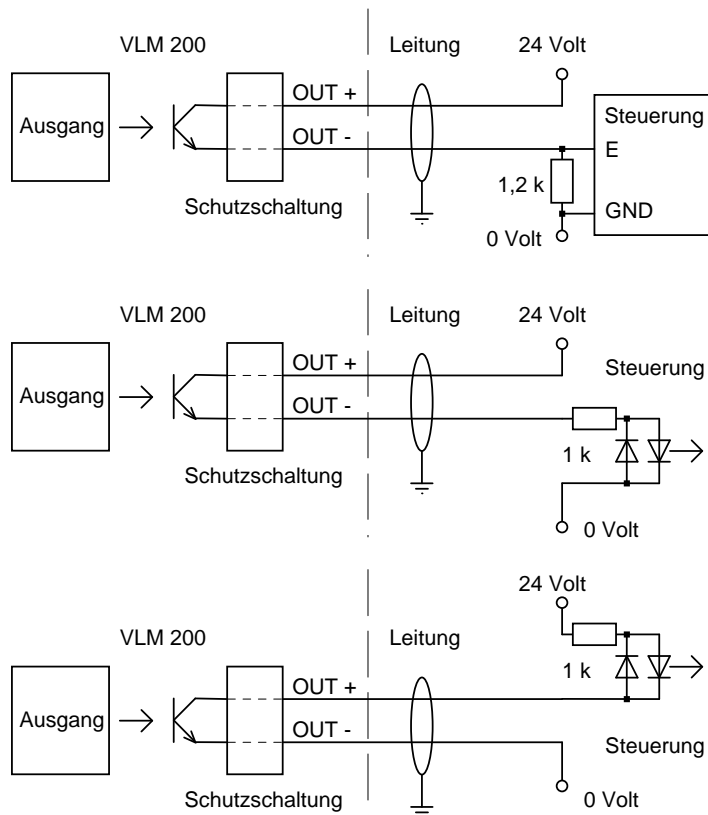 VLM 200
Leitung
24 Volt
Ausgang
OUT +
OUT -
Schutzschaltung
Steuerung
E
1,2 k
GND
0 Volt
VLM 200
Leitung
24 Volt
Ausgang
OUT +
OUT -
Schutzschaltung
Steuerung
1 k
0 Volt
24 Volt
VLM 200
Leitung
1 k
Ausgang
OUT +
OUT -
Steuerung
Schutzschaltung
0 Volt